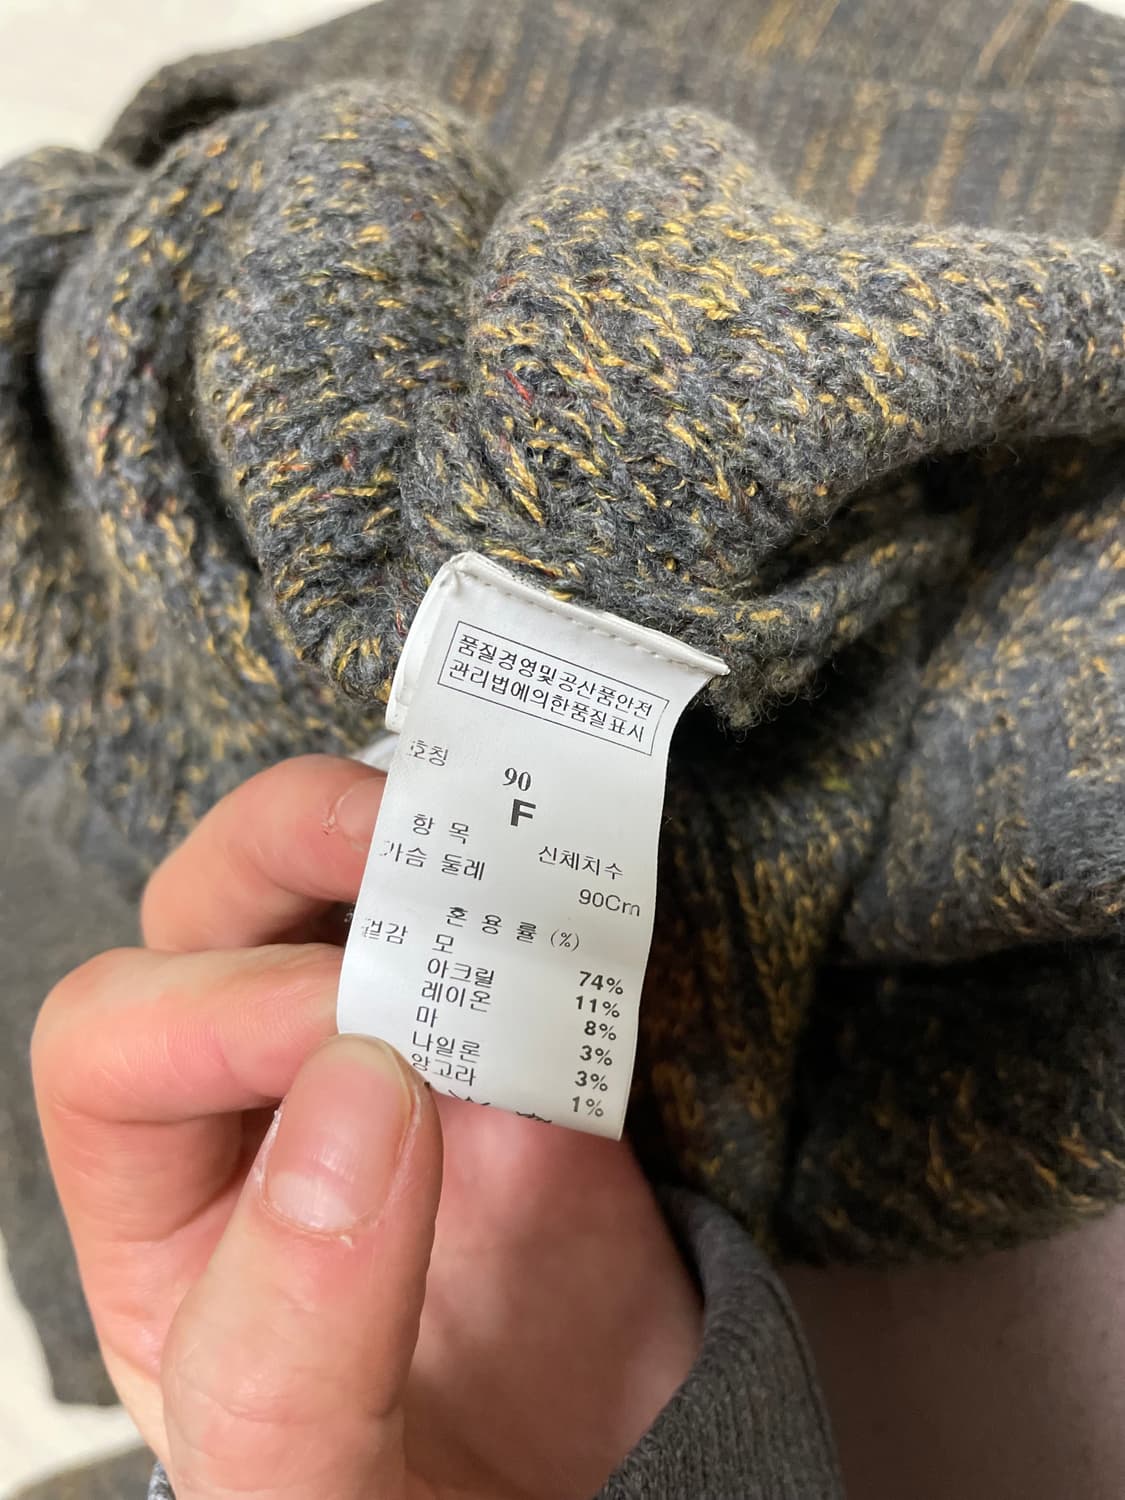 품질경영및공산품안전
관리법에의한품질표시
호칭
90
F
항 목 신체치수
가슴 둘레 90Cm
혼 용 률 (%)
겉감 모 74%
아크릴 11%
레이온 8%
마 3%
나일론 3%
앙고라 1%